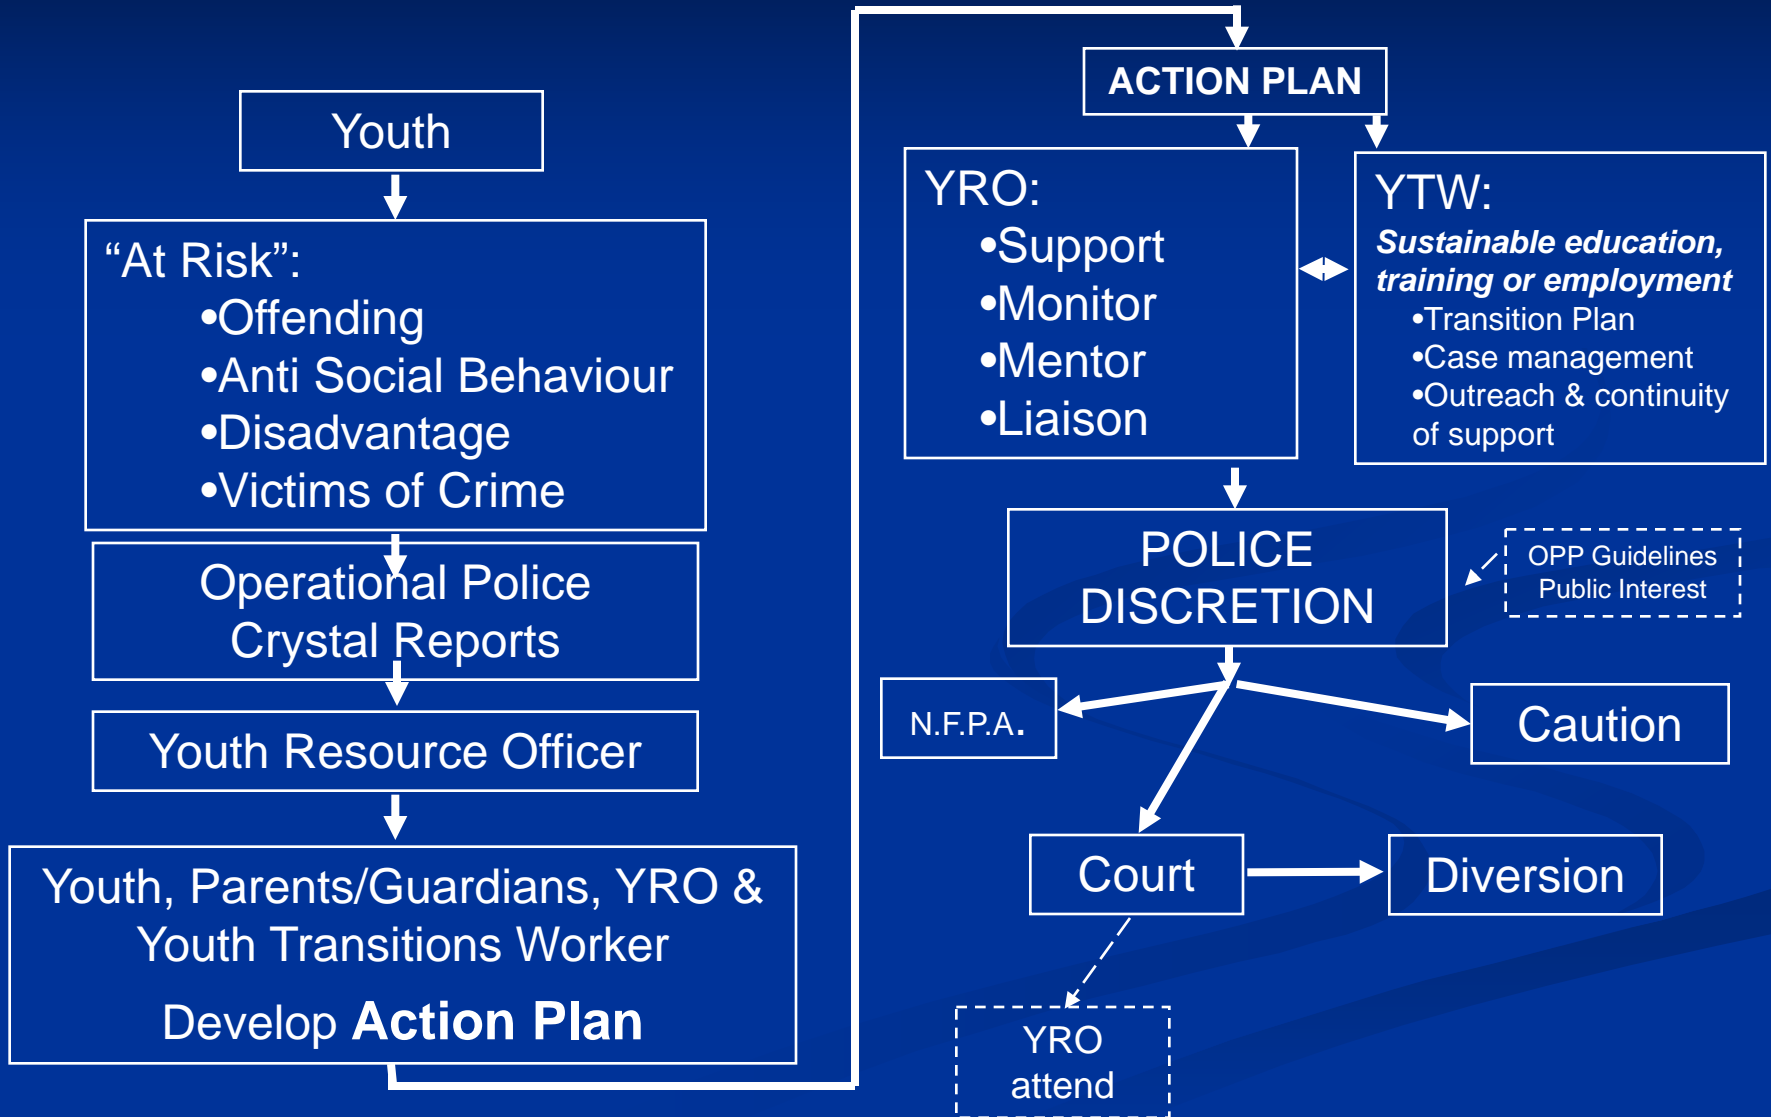 Youth
“At Risk”:
•Offending
•Anti Social Behaviour
•Disadvantage
•Victims of Crime
Operational Police
Crystal Reports
Youth Resource Officer
Youth, Parents/Guardians, YRO &
Youth Transitions Worker
Develop Action Plan
ACTION PLAN
YRO:
•Support
•Monitor
•Mentor
•Liaison
YTW:
Sustainable education,
training or employment
•Transition Plan
•Case management
•Outreach & continuity
of support
POLICE
DISCRETION
OPP Guidelines
Public Interest
N.F.P.A.
Caution
Court
Diversion
YRO
attend